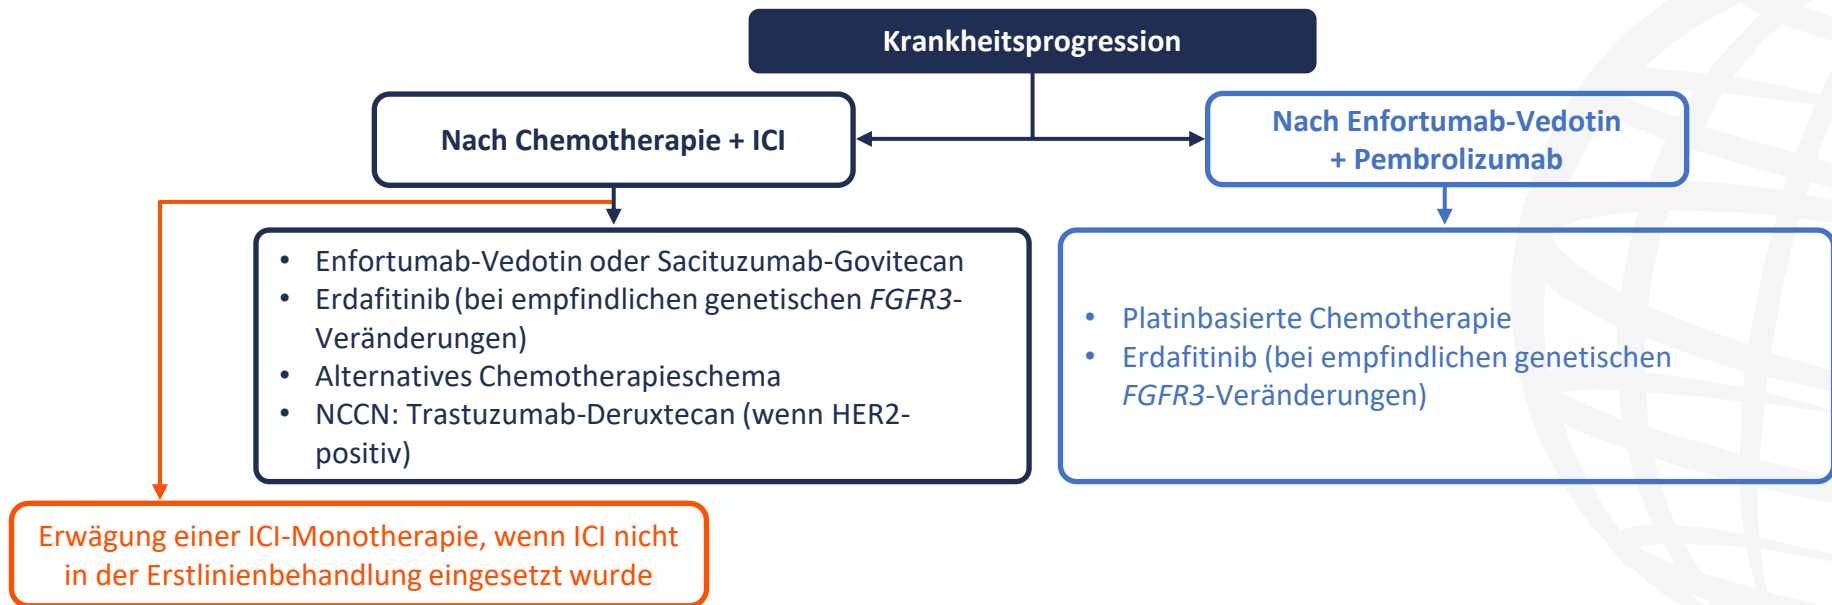 Krankheitsprogression
Nach Chemotherapie + ICI
Nach Enfortumab-Vedotin
+ Pembrolizumab
• Enfortumab-Vedotin oder Sacituzumab-Govitecan
• Erdafitinib (bei empfindlichen genetischen FGFR3-
Veränderungen)
• Alternatives Chemotherapieschema
• NCCN: Trastuzumab-Deruxtecan (wenn HER2-
positiv)
• Platinbasierte Chemotherapie
• Erdafitinib (bei empfindlichen genetischen
FGFR3-Veränderungen)
Erwägung einer ICI-Monotherapie, wenn ICI nicht
in der Erstlinienbehandlung eingesetzt wurde